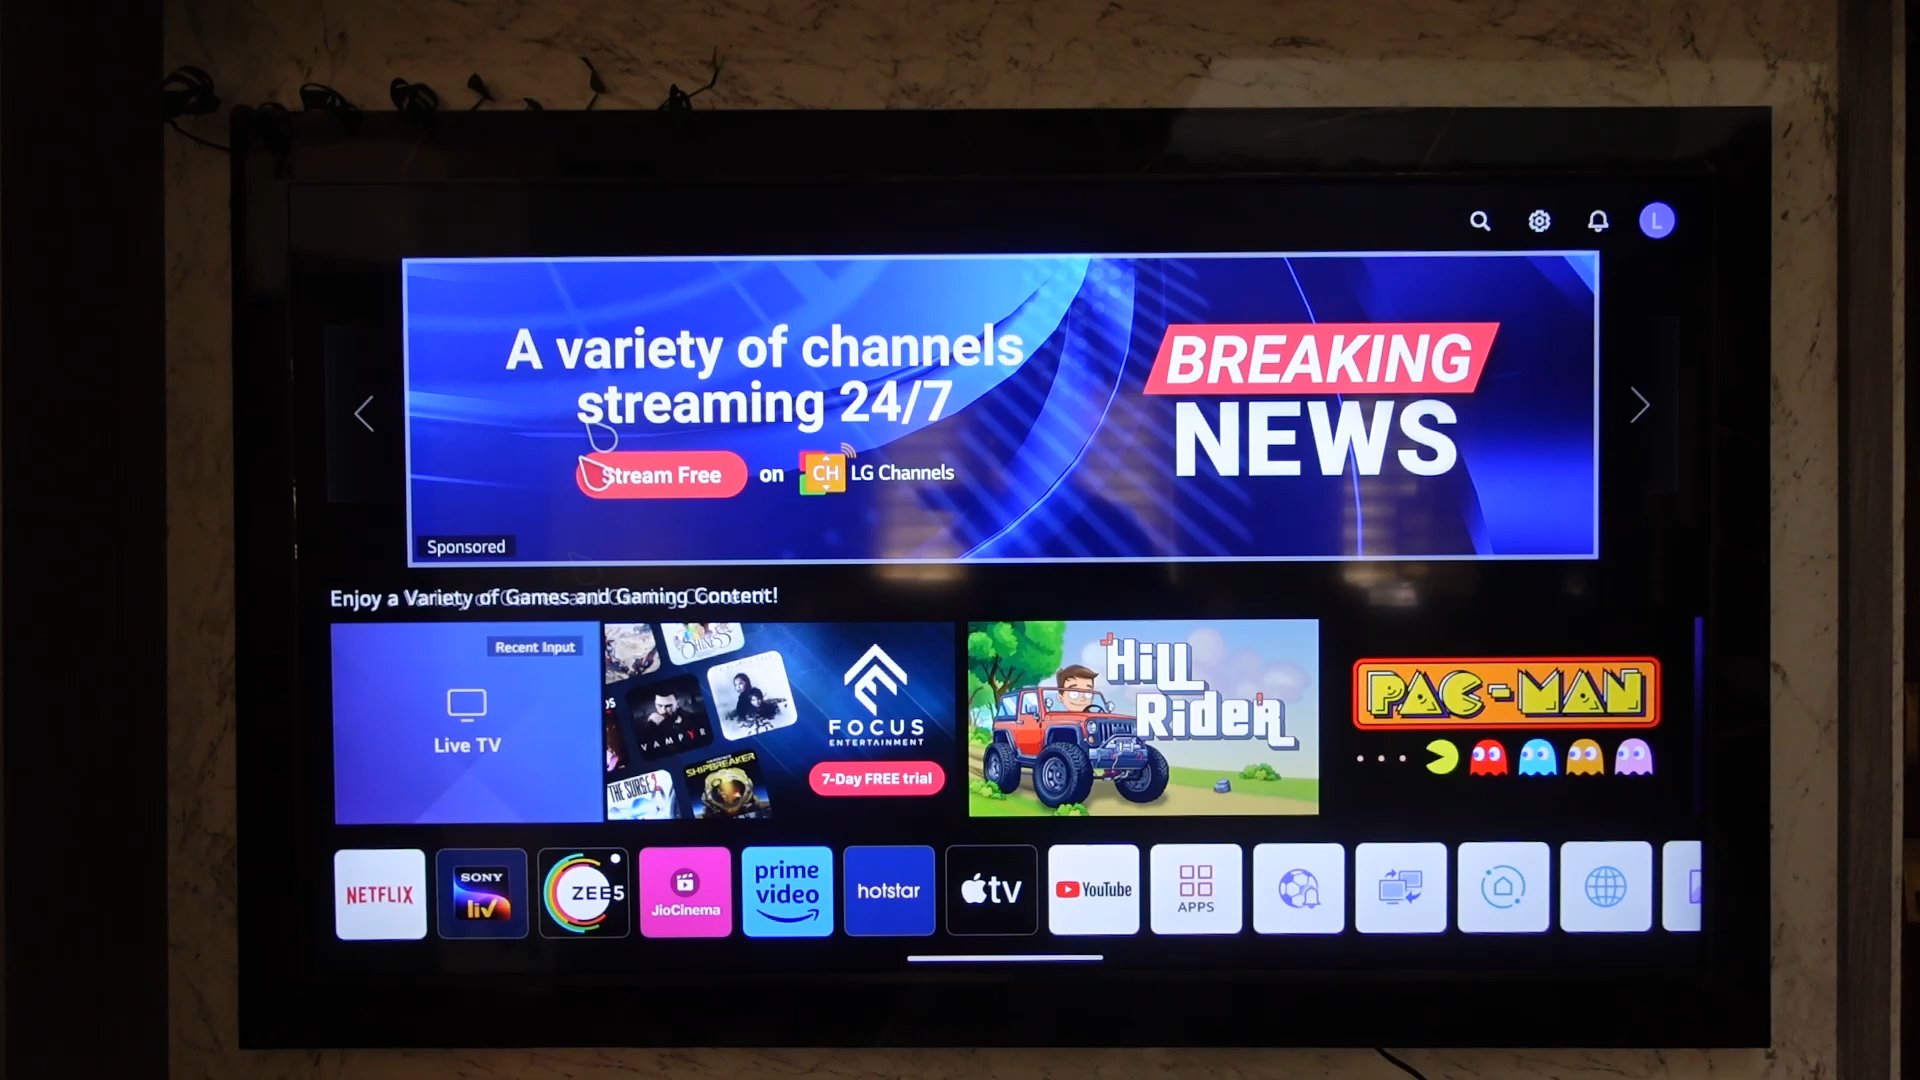 L
A variety of channels
streaming 24/7
Stream Free on CH LG Channels
BREAKING
NEWS
Sponsored
Enjoy a Variety of Games and Gaming Content!
Recent Input
Live TV
VAMPYR
THE SURGE 2
SHIPBREAKER
FOCUS
ENTERTAINMENT
7-Day FREE trial
Hill
Rider
PAC-MAN
NETFLIX
SONY
liv
ZEE5
JioCinema
prime
video
hotstar
tv
YouTube
APPS